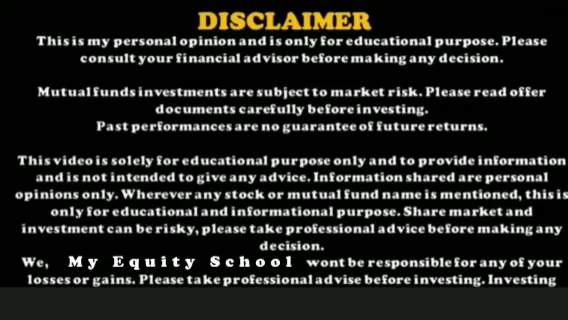 DISCLAIMER
This is my personal opinion and is only for educational purpose. Please
consult your financial advisor before making any decision.
Mutual funds investments are subject to market risk. Please read offer
documents carefully before investing.
Past performances are no guarantee of future returns.
This video is solely for educational purpose only and to provide information
and is not intended to give any advice. Information shared are personal
opinions only. Wherever any stock or mutual fund name is mentioned, this is
only for educational and informational purpose. Share market and
investment can be risky, please take professional advice before making any
decision.
We, My Equity School wont be responsible for any of your
losses or gains. Please take professional advise before investing. Investing